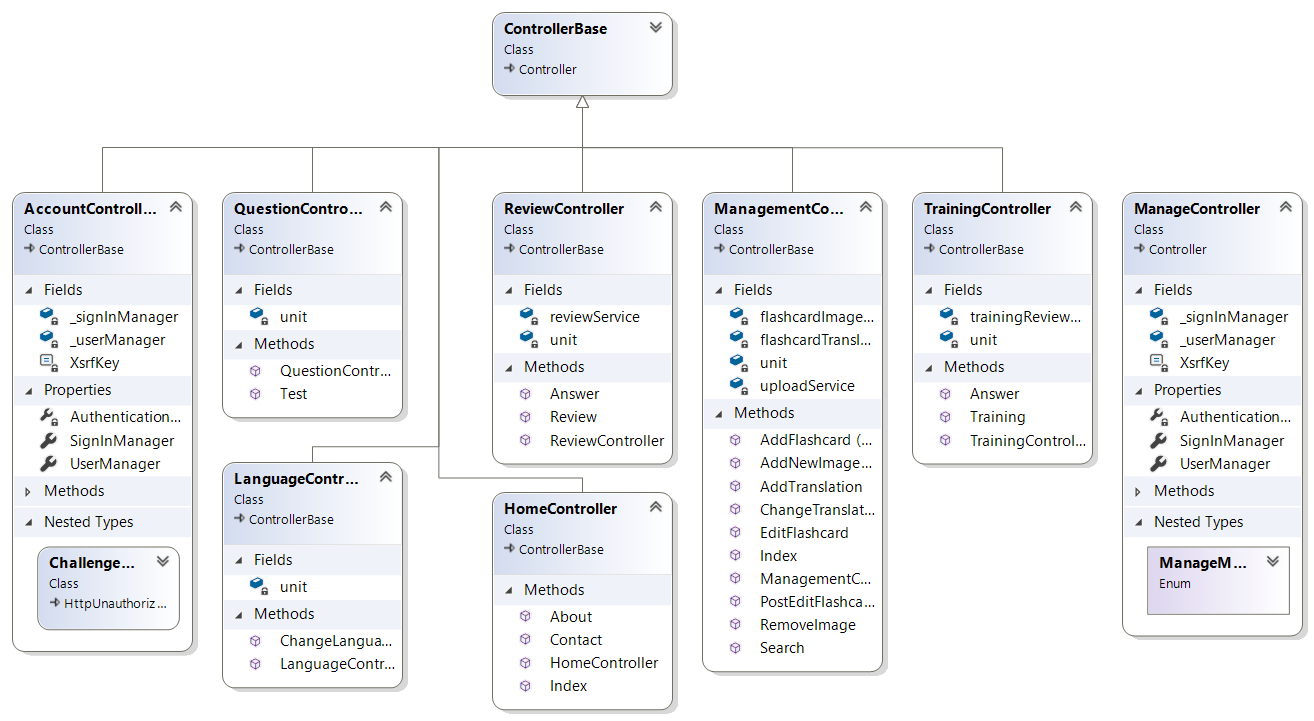 ControllerBase
Class
Controller
AccountControll...
Class
ControllerBase
Fields
_signInManager
_userManager
XsrfKey
Properties
Authentication...
SignInManager
UserManager
Methods
Nested Types
Challenge...
Class
HttpUnauthoriz...
QuestionContro...
Class
ControllerBase
Fields
unit
Methods
QuestionContr...
Test
LanguageContr...
Class
ControllerBase
Fields
unit
Methods
ChangeLangua...
LanguageContr...
ReviewController
Class
ControllerBase
Fields
reviewService
unit
Methods
Answer
Review
ReviewController
HomeController
Class
ControllerBase
Methods
About
Contact
HomeController
Index
ManagementCo...
Class
ControllerBase
Fields
flashcardImage...
flashcardTransl...
unit
uploadService
Methods
AddFlashcard (...
AddNewImage...
AddTranslation
ChangeTranslat...
EditFlashcard
Index
ManagementC...
PostEditFlashca...
RemoveImage
Search
TrainingController
Class
ControllerBase
Fields
trainingReview...
unit
Methods
Answer
Training
TrainingControl...
ManageController
Class
Controller
Fields
_signInManager
_userManager
XsrfKey
Properties
Authentication...
SignInManager
UserManager
Methods
Nested Types
ManageM...
Enum